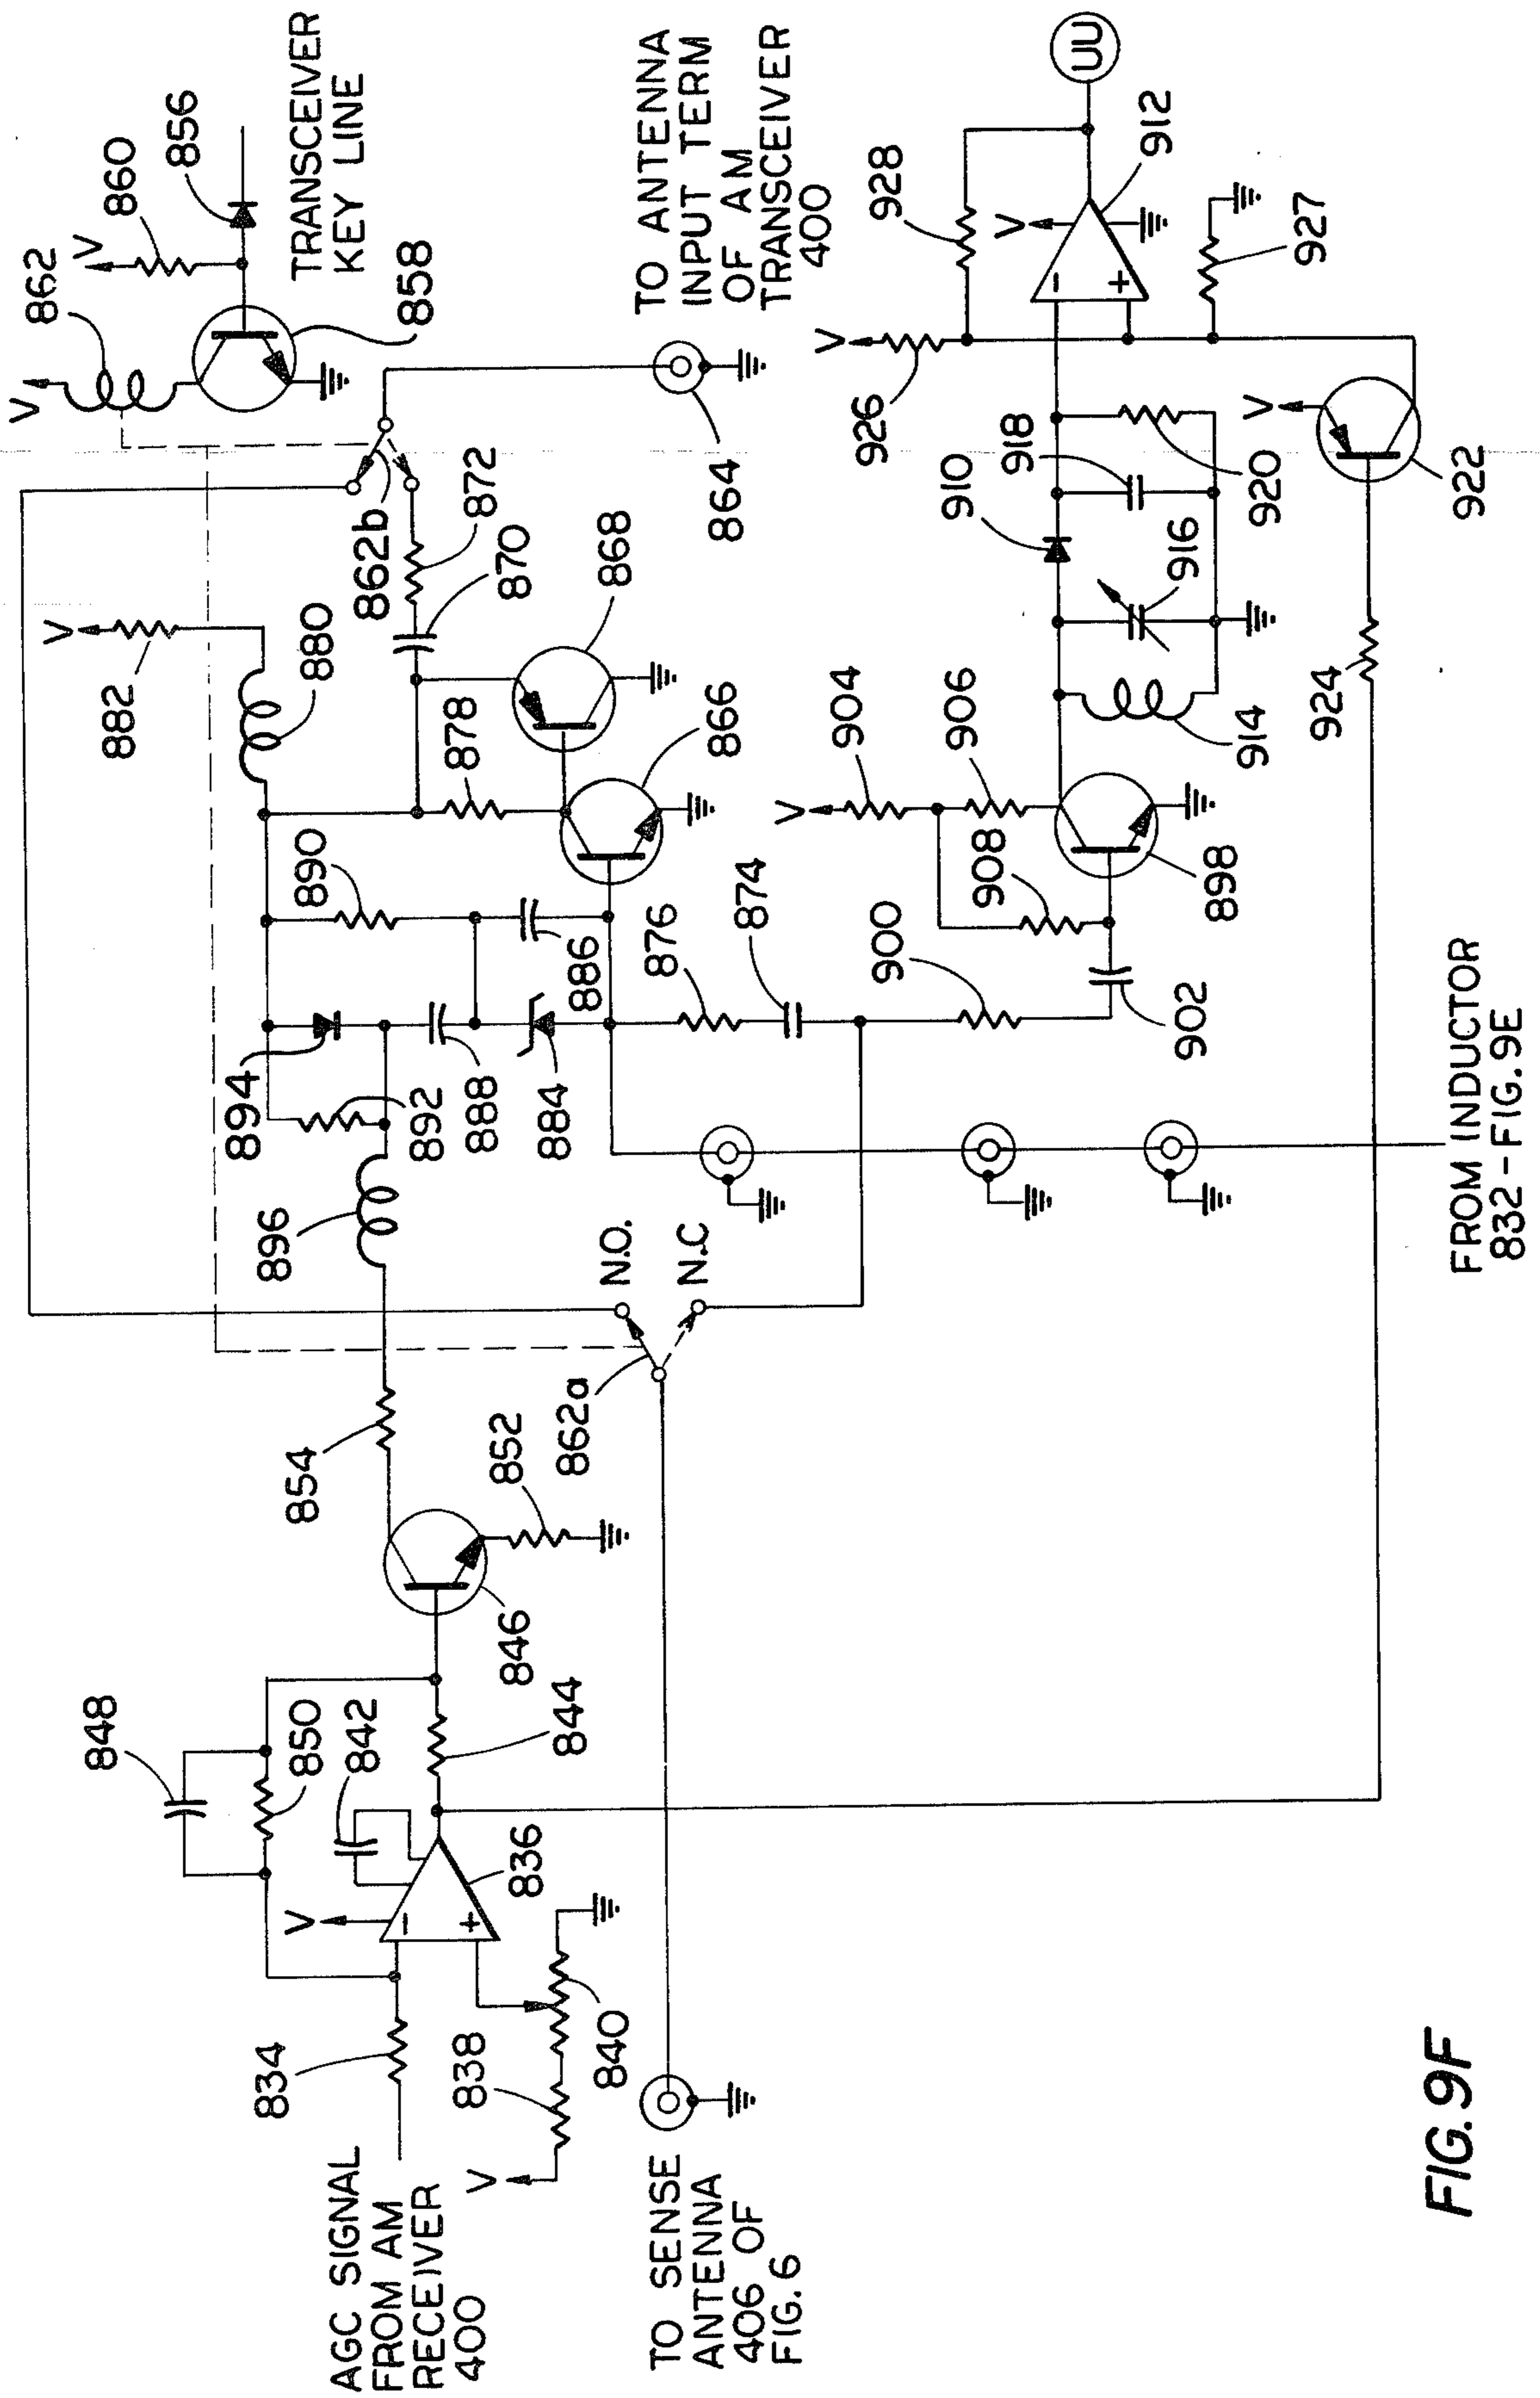 848
850
842
844
834
V
836
838
840
V
846
852
854
AGC SIGNAL
FROM AM
RECEIVER
400
TO SENSE
ANTENNA
406 OF
FIG. 6
862a
N.O.
N.C
896
894
892
888
884
886
890
882
V
880
878
876
874
866
868
870
872
862b
864
862
V
V
860
856
858
TRANSCEIVER
KEY LINE
TO ANTENNA
INPUT TERM
OF AM
TRANSCEIVER
400
900
902
904
V
906
908
898
910
914
916
918
920
922
V
924
926
V
928
V
-
+
-
+
912
927
UU
FROM INDUCTOR
832-FIG. 9E
FIG. 9F